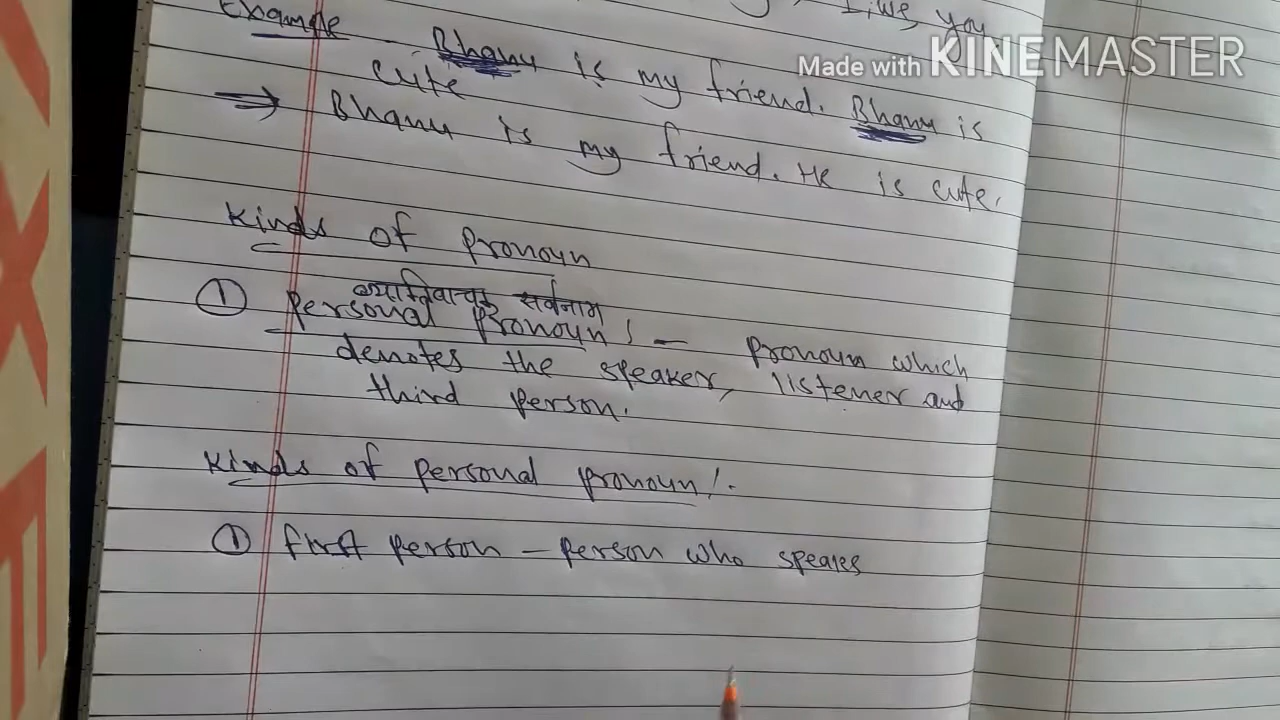 I, we, you
Made with KINEMASTER
Example - Bhanu is my friend. Bhanu is
cute
⇒ Bhanu is my friend. He is cute.
Kinds of pronoun
व्यक्तिवाचक सर्वनाम
① Personal pronoun :- pronoun which
denotes the speaker, listener and
third person.
Kinds of personal pronoun :-
① first person - person who speaks